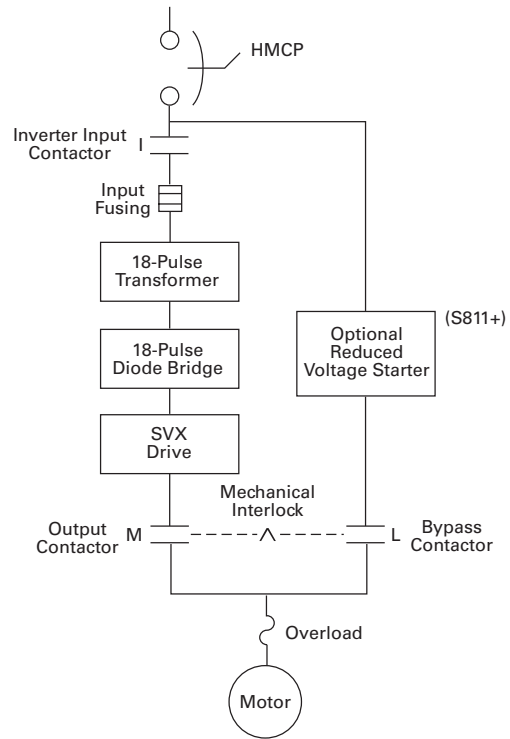 HMCP
Inverter Input
Contactor
I
Input
Fusing
18-Pulse
Transformer
(S811+)
Optional
Reduced
Voltage Starter
18-Pulse
Diode Bridge
SVX
Drive
Mechanical
Interlock
Output
Contactor
M
L
Bypass
Contactor
Overload
Motor